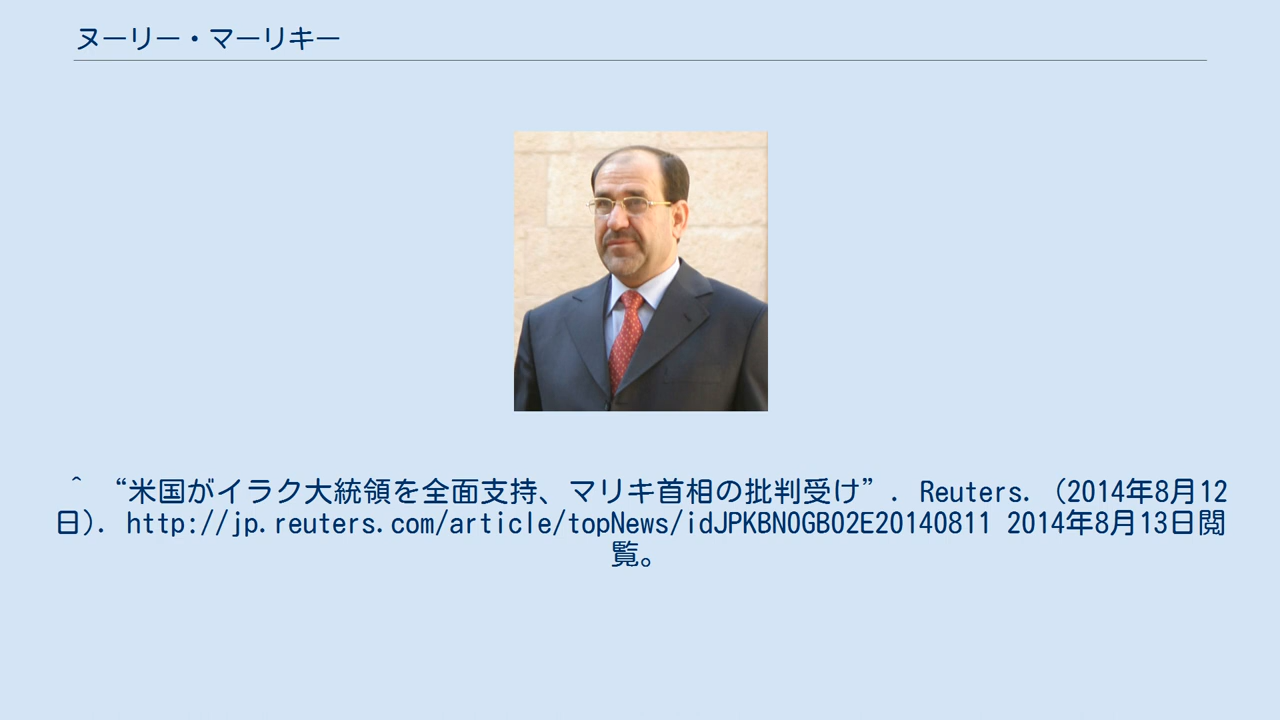 ヌーリー・マーリキー
^ “米国がイラク大統領を全面支持、マリキ首相の批判受け”. Reuters. (2014年8月12
日). http://jp.reuters.com/article/topNews/idJPKBN0GB02E20140811 2014年8月13日閲
覧。